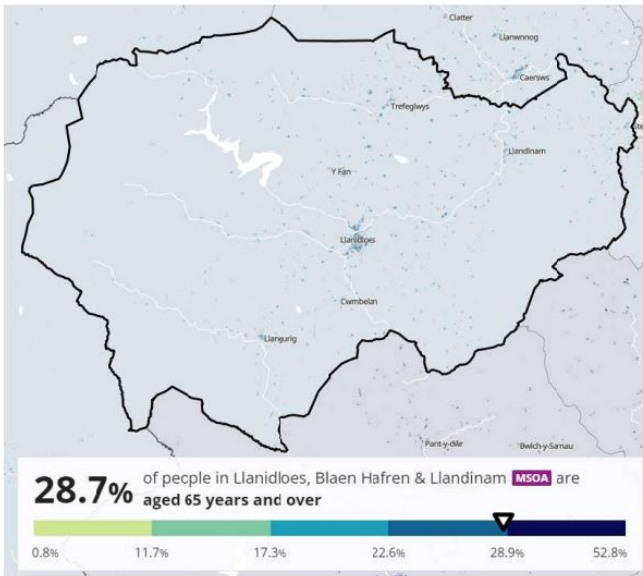 Clatter
Llanwnnog
Caersws
Trefeglwys
Llandinam
Y Fan
Llanidloes
Cwmbelan
Llangurig
Pant-y-dwr
Bwlch-y-Sarnau
28.7% of people in Llanidloes, Blaen Hafren & Llandinam MSOA are
aged 65 years and over
0.8% 11.7% 17.3% 22.6% 28.9% 52.8%